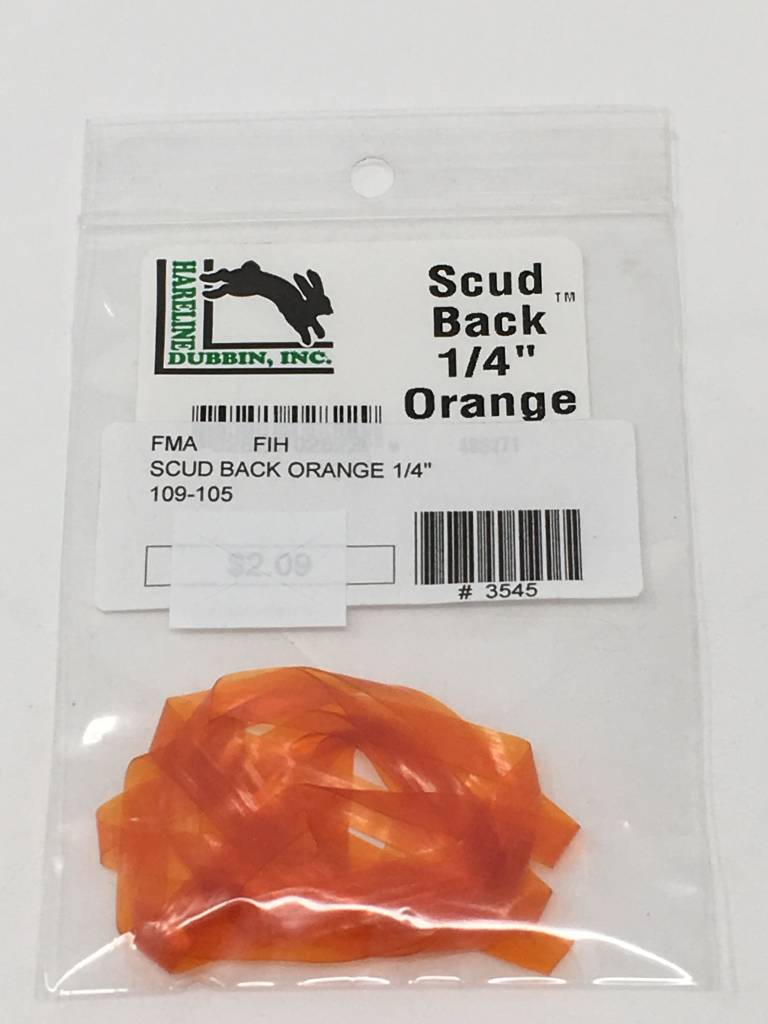 HARELINE
DUBBIN, INC.
Scud ™
Back
1/4"
Orange
FMA FIH
SCUD BACK ORANGE 1/4"
109-105
$2.09
# 3545